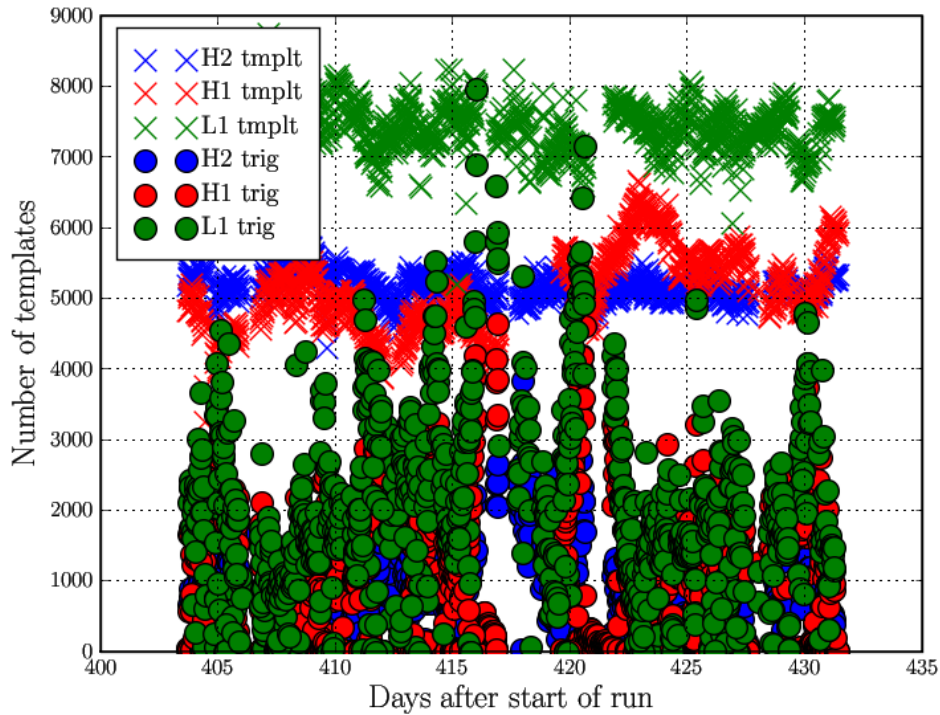 9000
8000
7000
6000
5000
4000
3000
2000
1000
0
Number of templates
H2 tmplt
H1 tmplt
L1 tmplt
H2 trig
H1 trig
L1 trig
400 405 410 415 420 425 430 435
Days after start of run